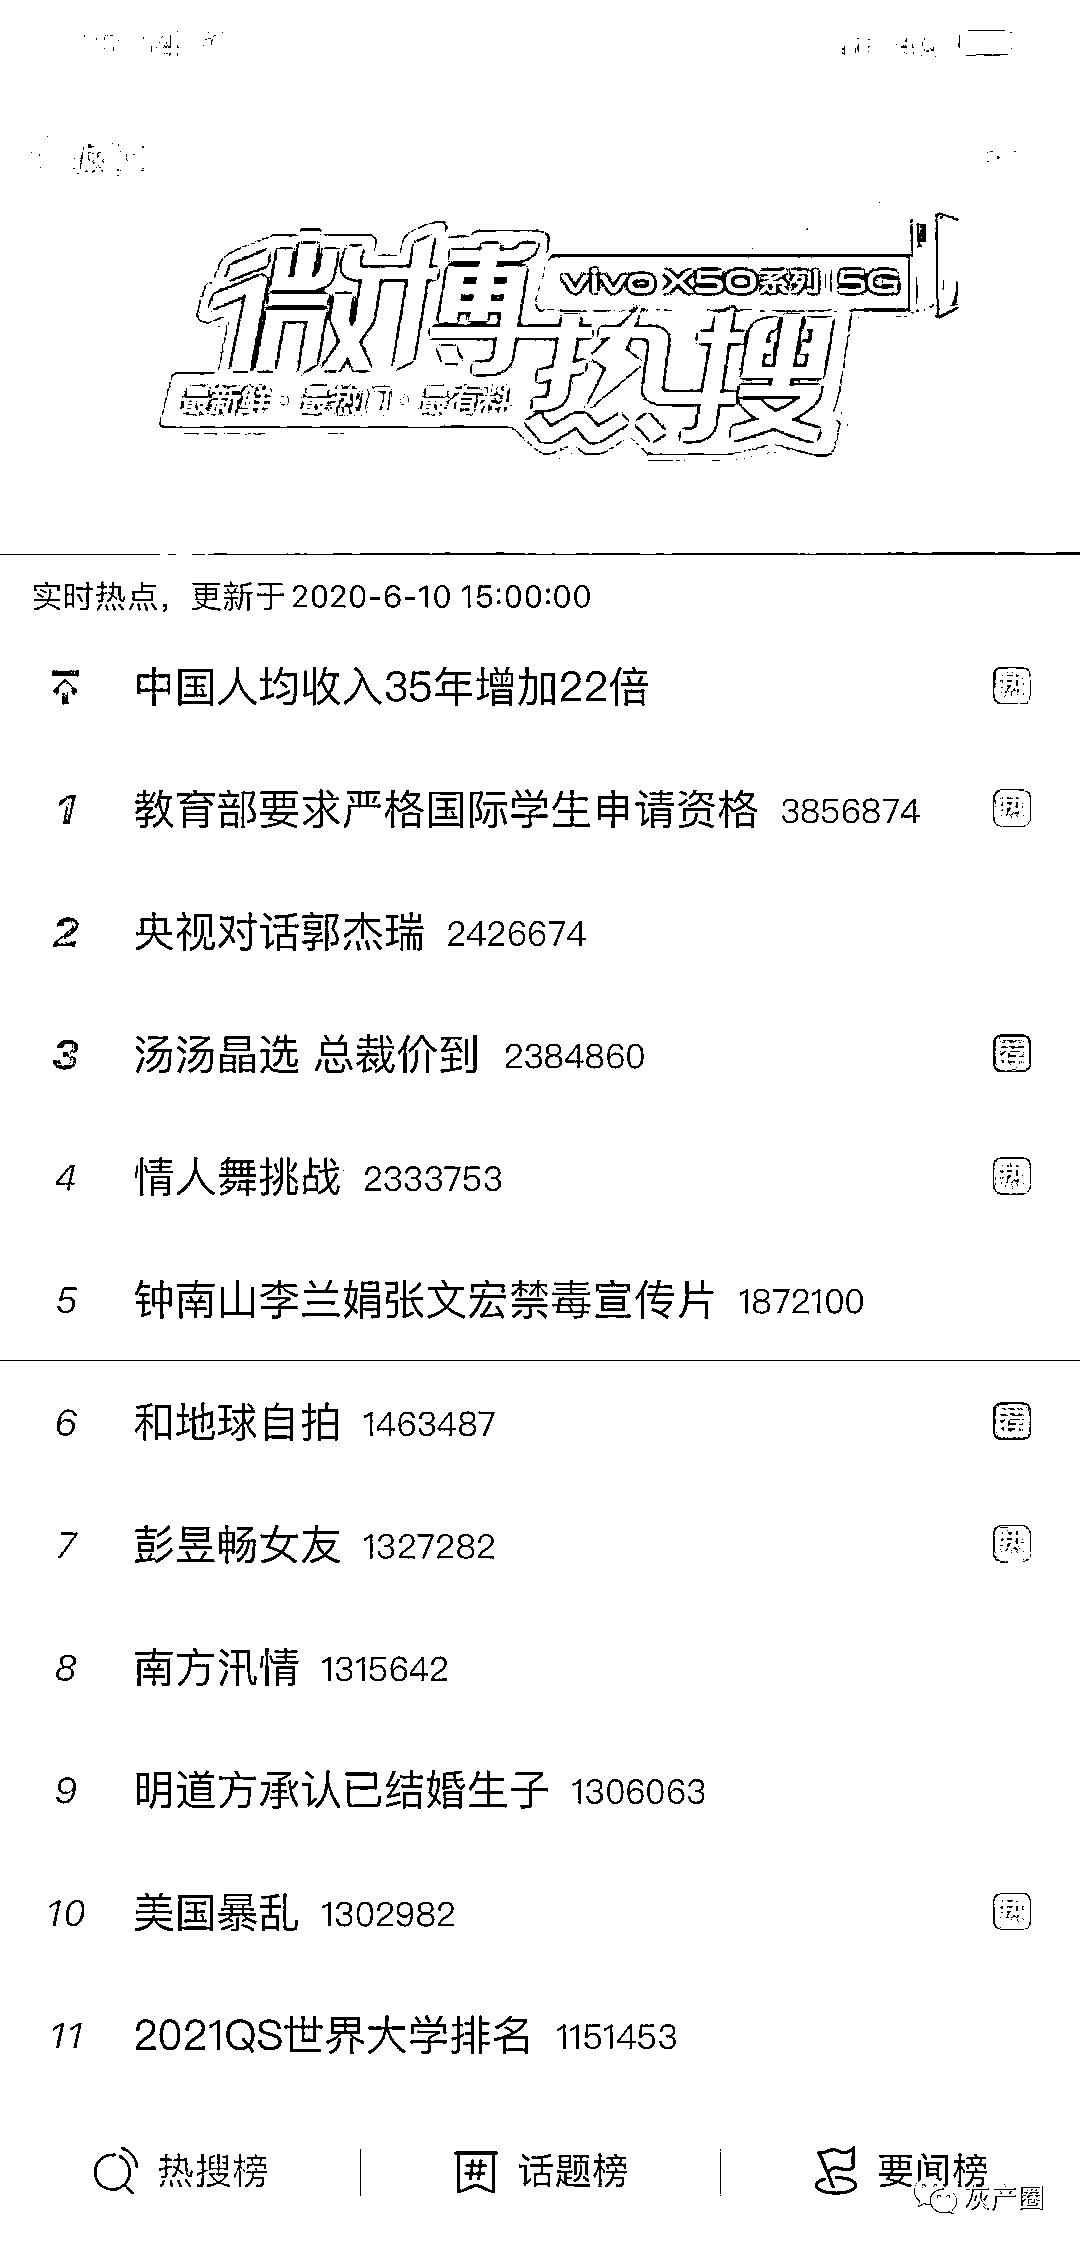 微博热搜
vivo X50系列 5G
最新鲜·最热门·最有料
实时热点，更新于2020-6-10 15:00:00
中国人均收入35年增加22倍 热
1 教育部要求严格国际学生申请资格 3856874 热
2 央视对话郭杰瑞 2426674
3 汤汤晶选 总裁价到 2384860 荐
4 情人舞挑战 2333753 热
5 钟南山李兰娟张文宏禁毒宣传片 1872100
6 和地球自拍 1463487 荐
7 彭昱畅女友 1327282 热
8 南方汛情 1315642
9 明道方承认已结婚生子 1306063
10 美国暴乱 1302982 热
11 2021QS世界大学排名 1151453
热搜榜 话题榜 要闻榜
灰产圈